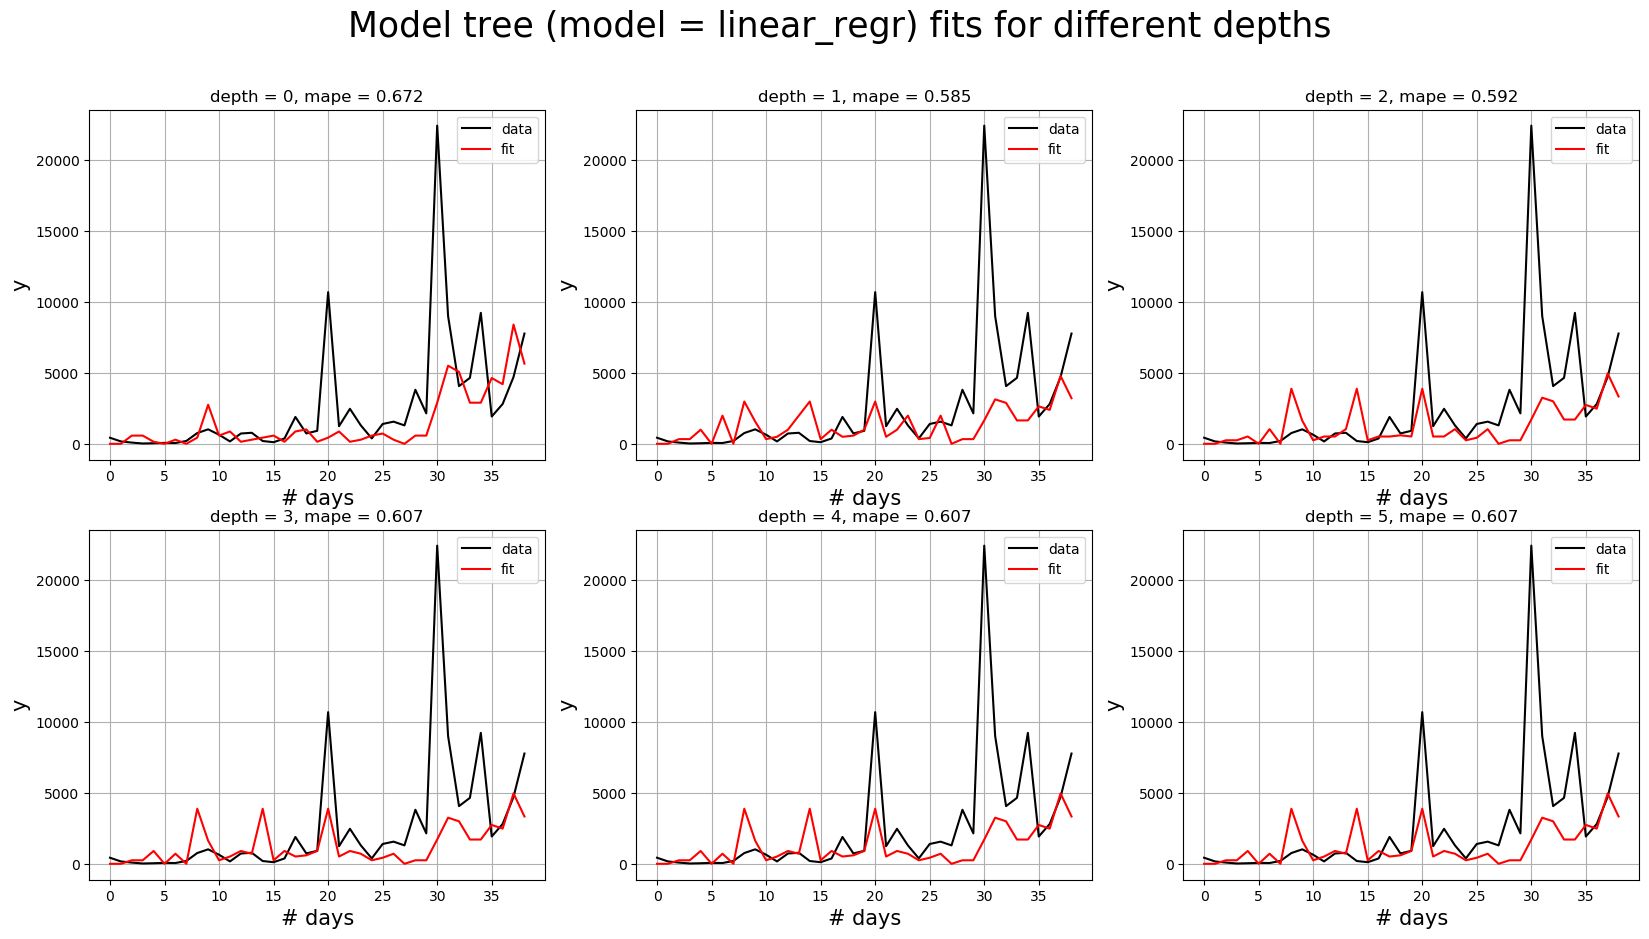 Model tree (model = linear_regr) fits for different depths
depth = 0, mape = 0.672
data
fit
20000
15000
10000
5000
0
y
0 5 10 15 20 25 30 35
# days
depth = 1, mape = 0.585
data
fit
20000
15000
10000
5000
0
y
0 5 10 15 20 25 30 35
# days
depth = 2, mape = 0.592
data
fit
20000
15000
10000
5000
0
y
0 5 10 15 20 25 30 35
# days
depth = 3, mape = 0.607
data
fit
20000
15000
10000
5000
0
y
0 5 10 15 20 25 30 35
# days
depth = 4, mape = 0.607
data
fit
20000
15000
10000
5000
0
y
0 5 10 15 20 25 30 35
# days
depth = 5, mape = 0.607
data
fit
20000
15000
10000
5000
0
y
0 5 10 15 20 25 30 35
# days